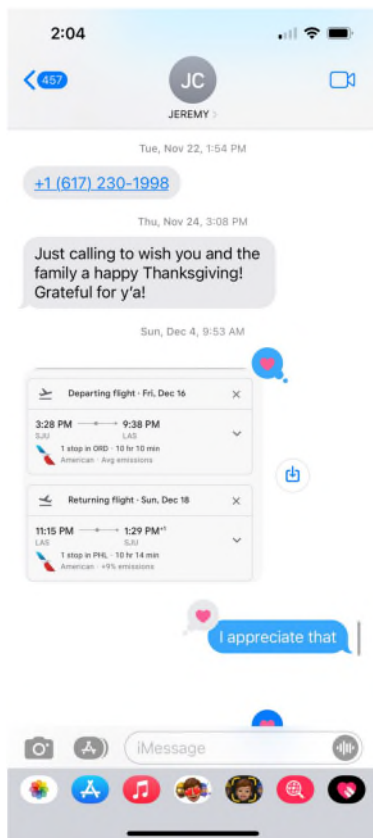 2:04
457
JC
JEREMY
Tue, Nov 22, 1:54 PM
+1 (617) 230-1998
Thu, Nov 24, 3:08 PM
Just calling to wish you and the
family a happy Thanksgiving!
Grateful for y'a!
Sun, Dec 4, 9:53 AM
Departing flight · Fri, Dec 16
3:28 PM 9:38 PM
SJU LAS
1 stop in ORD · 10 hr 10 min
American · Avg emissions
Returning flight · Sun, Dec 18
11:15 PM 1:29 PM+1
LAS SJU
1 stop in PHL · 10 hr 14 min
American · +9% emissions
I appreciate that
iMessage